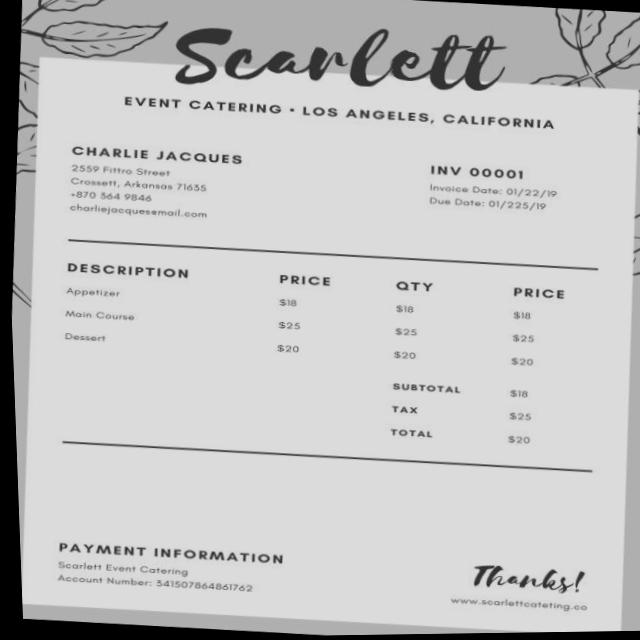 Scarlett
EVENT CATERING • LOS ANGELES, CALIFORNIA
CHARLIE JACQUES
2559 Fittro Street
Crossett, Arkansas 71635
+870 364 9846
charliejacques@mail.com
INV 00001
Invoice Date: 01/22/19
Due Date: 01/225/19
DESCRIPTION PRICE QTY PRICE
Appetizer $18 $18 $18
Main Course $25 $25 $25
Dessert $20 $20 $20
SUBTOTAL $18
TAX $25
TOTAL $20
PAYMENT INFORMATION
Scarlett Event Catering
Account Number: 341507864861762
Thanks!
www.scarlettcateting.co